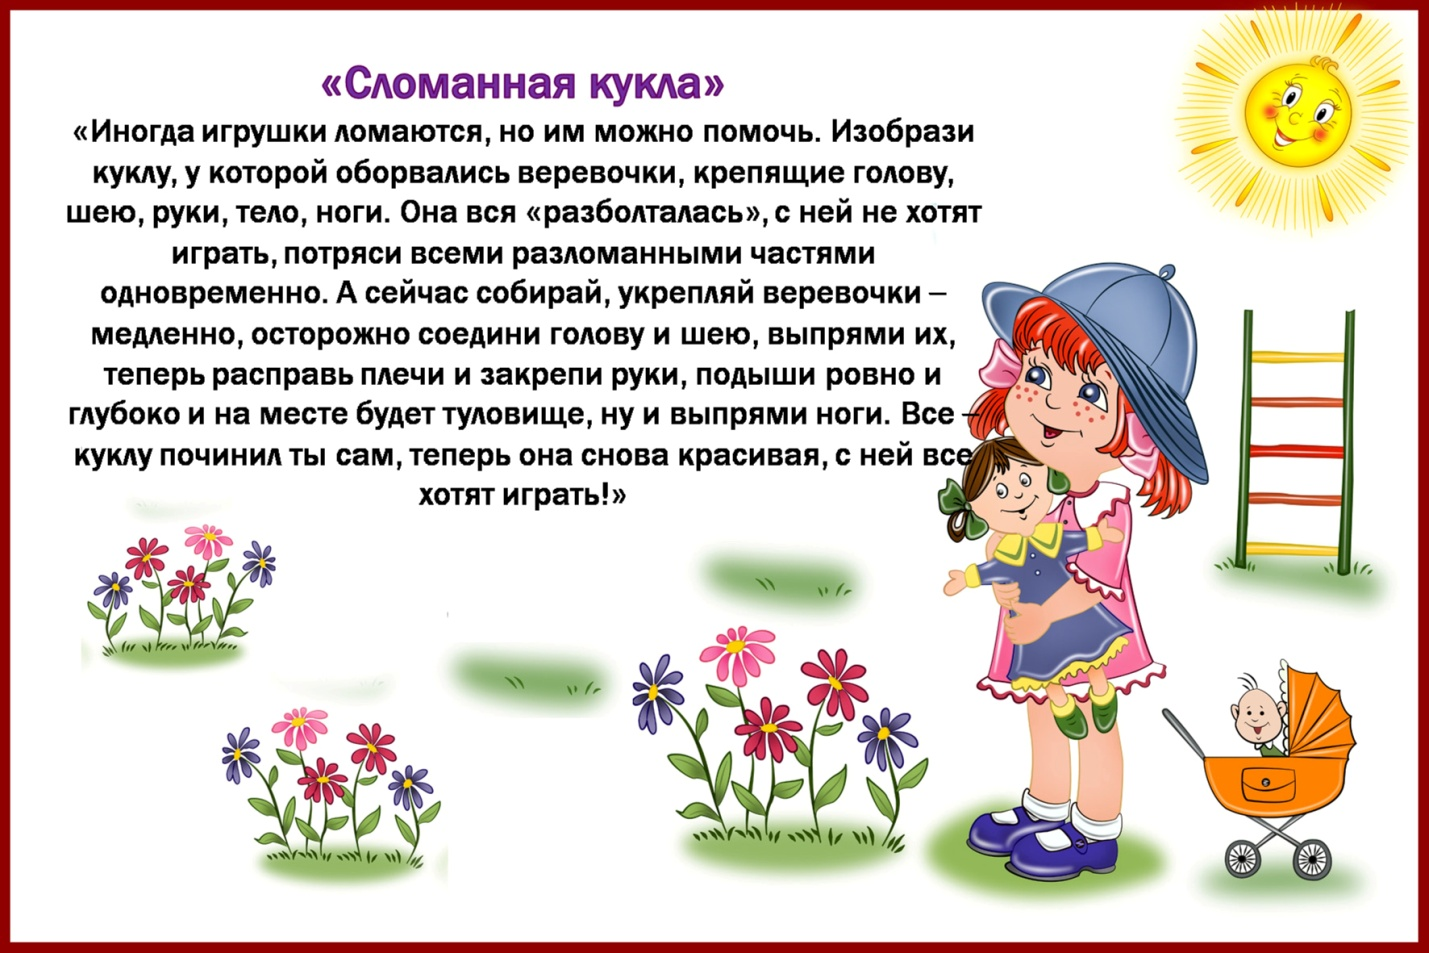 «Сломанная кукла»
«Иногда игрушки ломаются, но им можно помочь. Изобрази
куклу, у которой оборвались веревочки, крепящие голову,
шею, руки, тело, ноги. Она вся «разболталась», с ней не хотят
играть, потряси всеми разломанными частями
одновременно. А сейчас собирай, укрепляй веревочки –
медленно, осторожно соедини голову и шею, выпрями их,
теперь расправь плечи и закрепи руки, подыши ровно и
глубоко и на месте будет туловище, ну и выпрями ноги. Все –
куклу починил ты сам, теперь она снова красивая, с ней все
хотят играть!»